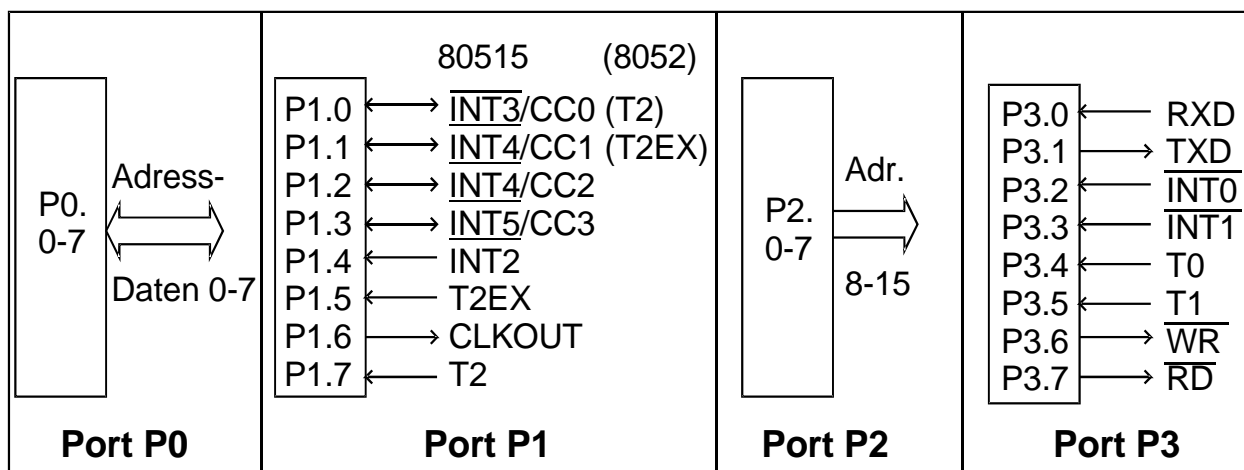 P0.
0-7
Adress-
Daten 0-7
Port P0
80515 (8052)
P1.0 INT3/CC0 (T2)
P1.1 INT4/CC1 (T2EX)
P1.2 INT4/CC2
P1.3 INT5/CC3
P1.4 INT2
P1.5 T2EX
P1.6 CLKOUT
P1.7 T2
Port P1
P2.
0-7
Adr.
8-15
Port P2
P3.0 RXD
P3.1 TXD
P3.2 INT0
P3.3 INT1
P3.4 T0
P3.5 T1
P3.6 WR
P3.7 RD
Port P3